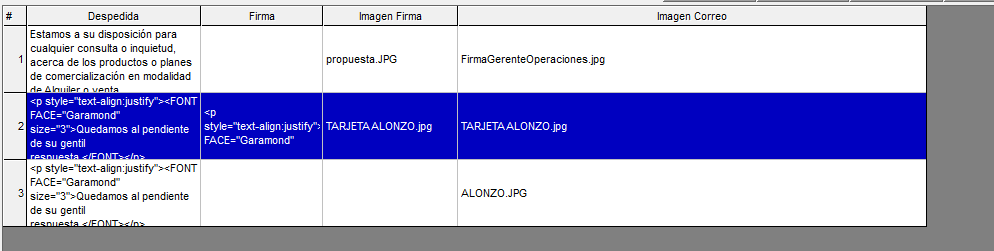 # Despedida Firma Imagen Firma Imagen Correo
Estamos a su disposición para
cualquier consulta o inquietud,
acerca de los productos o planes
de comercialización en modalidad
de Alquiler o venta
1 propuesta.JPG FirmaGerenteOperaciones.jpg
<p style="text-align:justify"><FONT
FACE="Garamond"
size="3">Quedamos al pendiente
de su gentil
respuesta.</FONT></p>
2
<p
style="text-align:justify">
FACE="Garamond"
TARJETA ALONZO.jpg TARJETA ALONZO.jpg
<p style="text-align:justify"><FONT
FACE="Garamond"
size="3">Quedamos al pendiente
de su gentil
respuesta.</FONT></p>
3 ALONZO.JPG